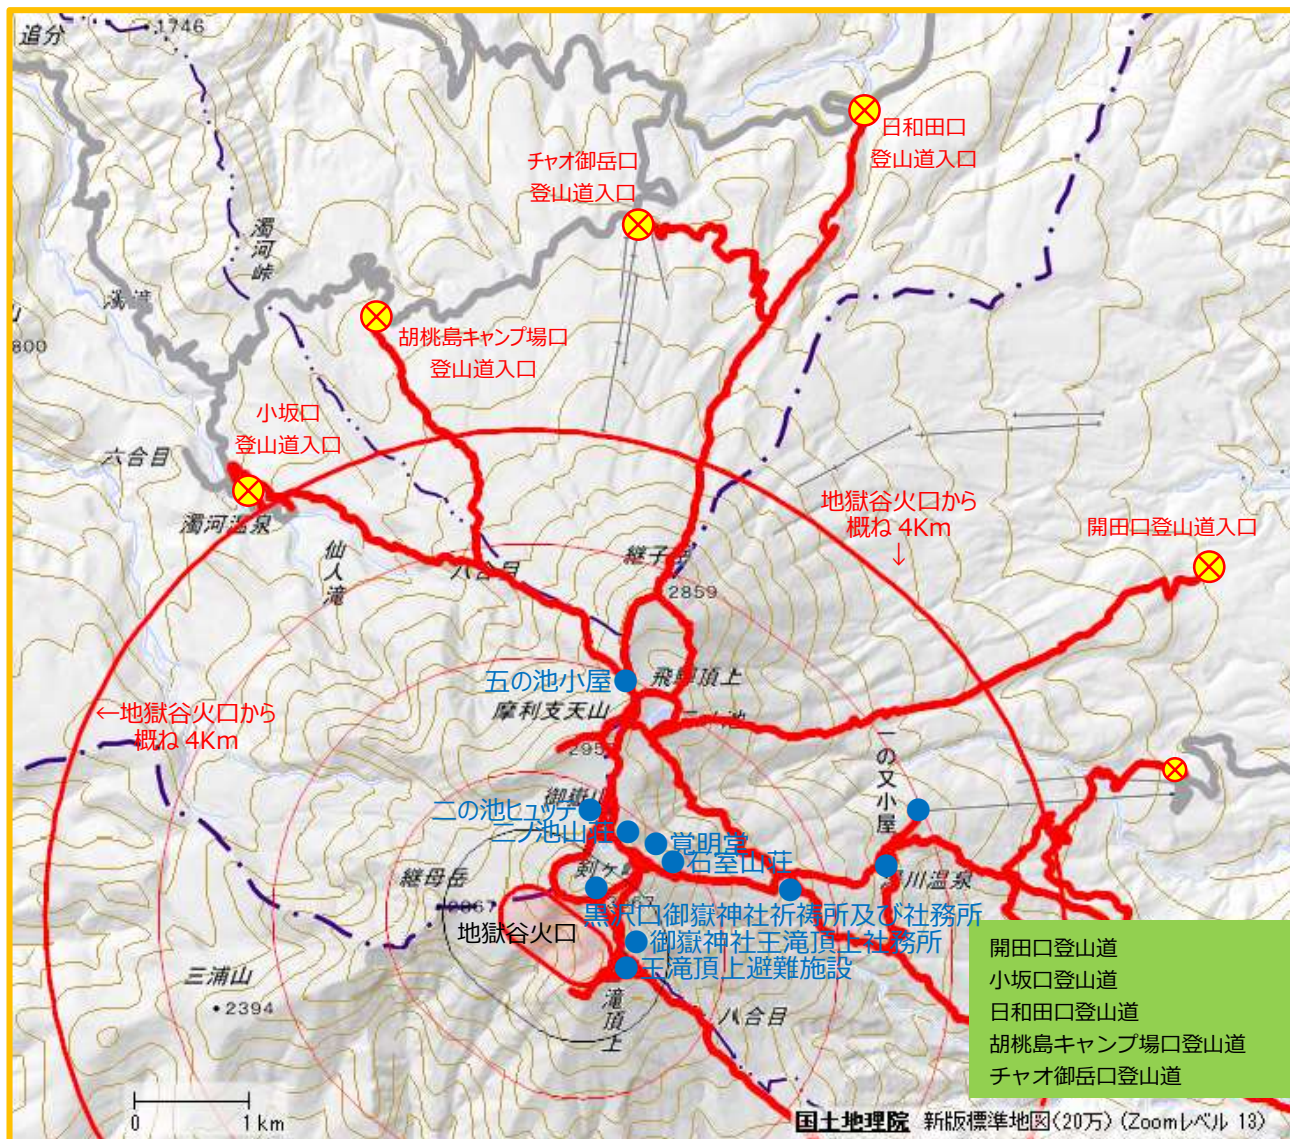 追分
1746
日和田口
登山道入口
チャオ御岳口
登山道入口
濁河峠
800
胡桃島キャンプ場口
登山道入口
小坂口
登山道入口
六合目
濁河温泉
仙人滝
八合目
継子岳
2859
地獄谷火口から
概ね 4Km
↓
開田口登山道入口
五の池小屋
飛騨頂上
摩利支天山
←地獄谷火口から
概ね 4Km
一の又小屋
御嶽山
二の池ヒュッテ
二ノ池山荘
覚明堂
石室山荘
剣ヶ峰
継母岳
2867
黒沢口御嶽神社祈祷所及び社務所
地獄谷火口
御嶽神社王滝頂上社務所
王滝頂上避難施設
三浦山
2394
滝頂上
八合目
開田口登山道
小坂口登山道
日和田口登山道
胡桃島キャンプ場口登山道
チャオ御岳口登山道
0 1 km
国土地理院 新版標準地図(20万) (Zoomレベル 13)